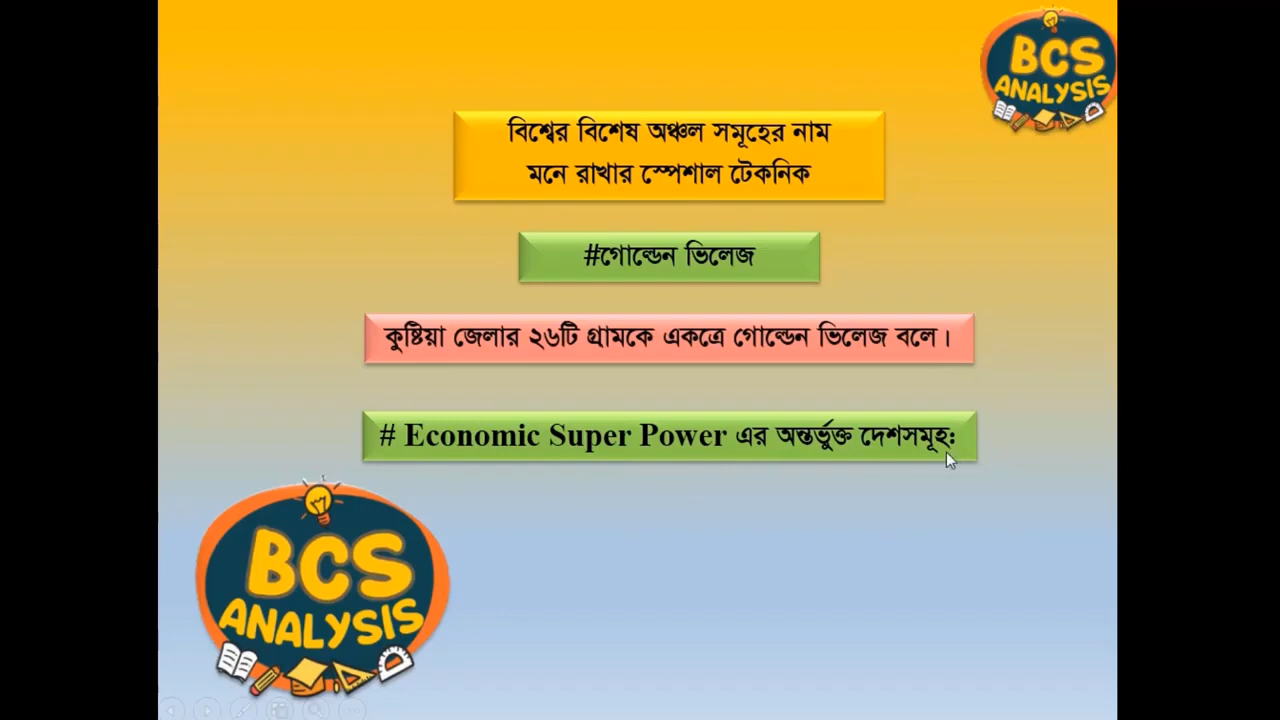 BCS
ANALYSIS
বিশ্বের বিশেষ অঞ্চল সমূহের নাম
মনে রাখার স্পেশাল টেকনিক
#গোল্ডেন ভিলেজ
কুষ্টিয়া জেলার ২৬টি গ্রামকে একত্রে গোল্ডেন ভিলেজ বলে।
# Economic Super Power এর অন্তর্ভুক্ত দেশসমূহঃ
BCS
ANALYSIS